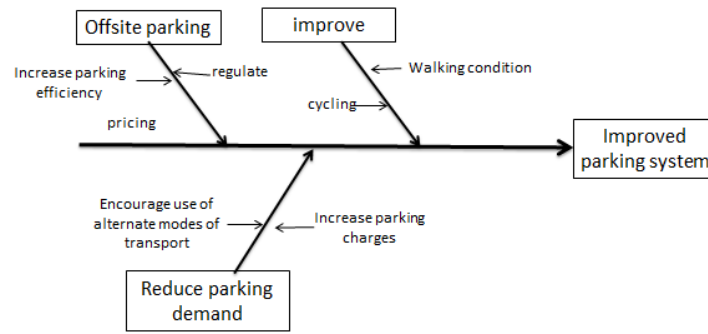 Offsite parking
improve
Increase parking
efficiency
regulate
Walking condition
cycling
pricing
Improved
parking system
Encourage use of
alternate modes of
transport
Increase parking
charges
Reduce parking
demand